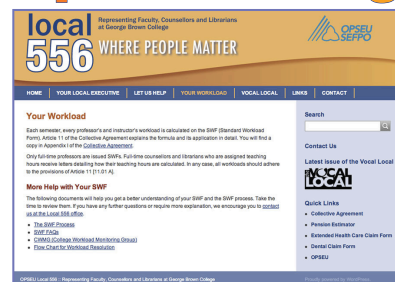 local
556
Representing Faculty, Counsellors and Librarians
at George Brown College
WHERE PEOPLE MATTER
OPSEU
SEFPO
HOME YOUR LOCAL EXECUTIVE LET US HELP YOUR WORKLOAD VOCAL LOCAL LINKS CONTACT
Your Workload
Each semester, every professor's and instructor's workload is calculated on the SWF (Standard Workload
Form). Article 11 of the Collective Agreement explains the formula and its application in detail. You will find a
copy in Appendix I of the Collective Agreement.
Only full-time professors are issued SWFs. Full-time counsellors and librarians who are assigned teaching
hours receive letters detailing how their teaching hours are calculated. In any case, all workloads should adhere
to the provisions of Article 11 [11.01 A].
More Help with Your SWF
The following documents will help you get a better understanding of your SWF and the SWF process. Take the
time to review them. If you have any further questions or require more explanation, we encourage you to contact
us at the Local 556 office.
• The SWF Process
• SWF FAQs
• CWMG (College Workload Monitoring Group)
• Flow Chart for Workload Resolution
Search
Contact Us
Latest issue of the Vocal Local
VOCAL
LOCAL
Quick Links
• Collective Agreement
• Pension Estimator
• Extended Health Care Claim Form
• Dental Claim Form
• OPSEU
OPSEU Local 556 :: Representing Faculty, Counsellors and Librarians at George Brown College
Proudly powered by WordPress.